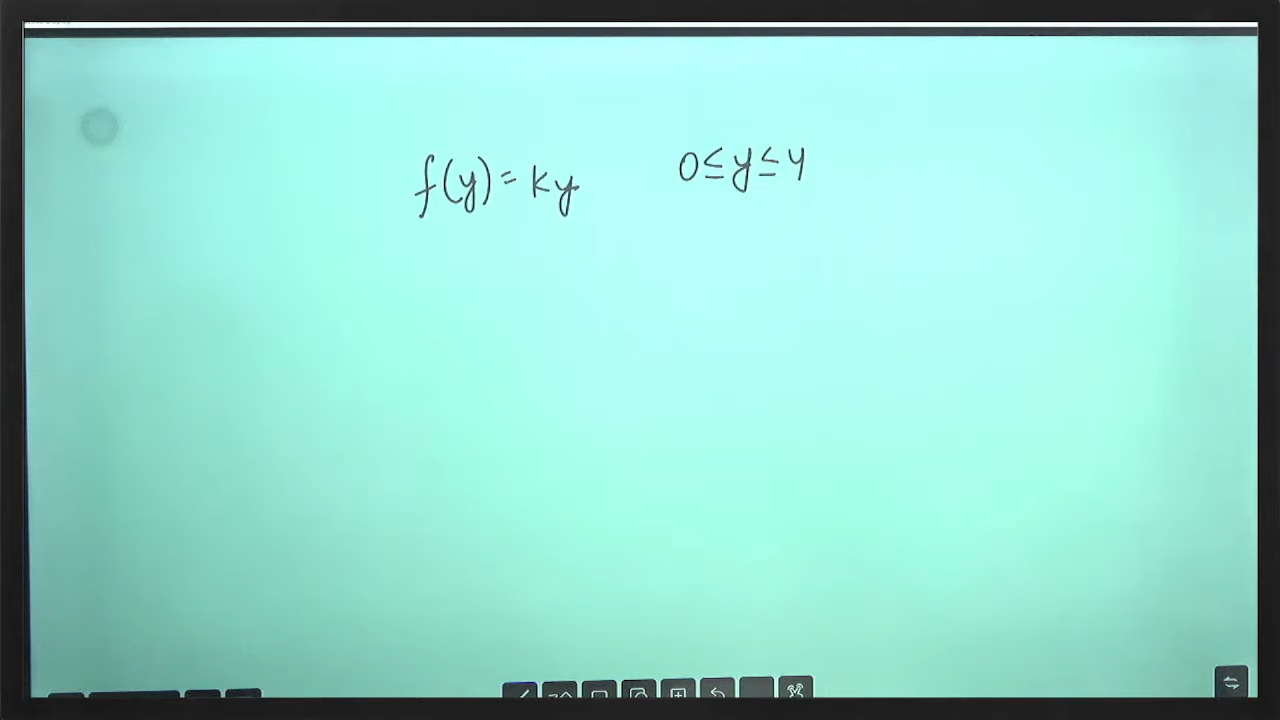 f(y) = ky 0 ≤ y ≤ 4